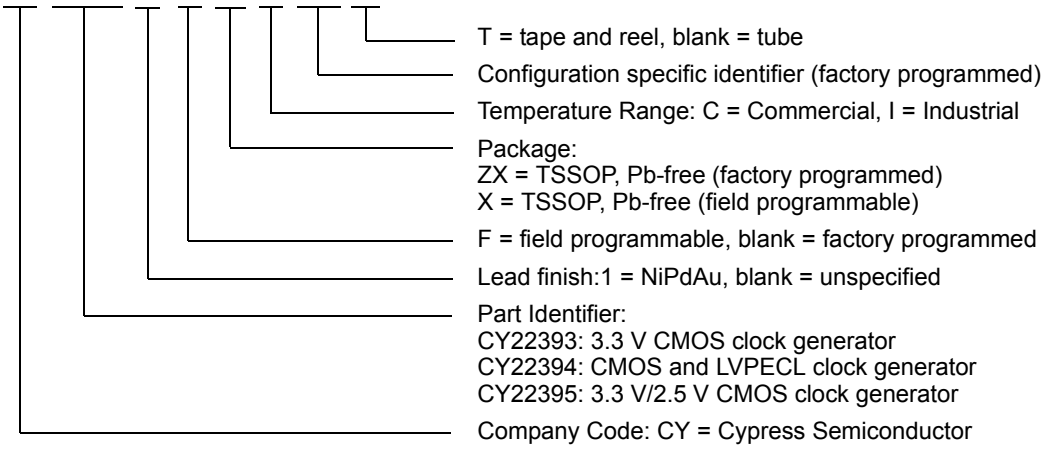 T = tape and reel, blank = tube
Configuration specific identifier (factory programmed)
Temperature Range: C = Commercial, I = Industrial
Package:
ZX = TSSOP, Pb-free (factory programmed)
X = TSSOP, Pb-free (field programmable)
F = field programmable, blank = factory programmed
Lead finish:1 = NiPdAu, blank = unspecified
Part Identifier:
CY22393: 3.3 V CMOS clock generator
CY22394: CMOS and LVPECL clock generator
CY22395: 3.3 V/2.5 V CMOS clock generator
Company Code: CY = Cypress Semiconductor